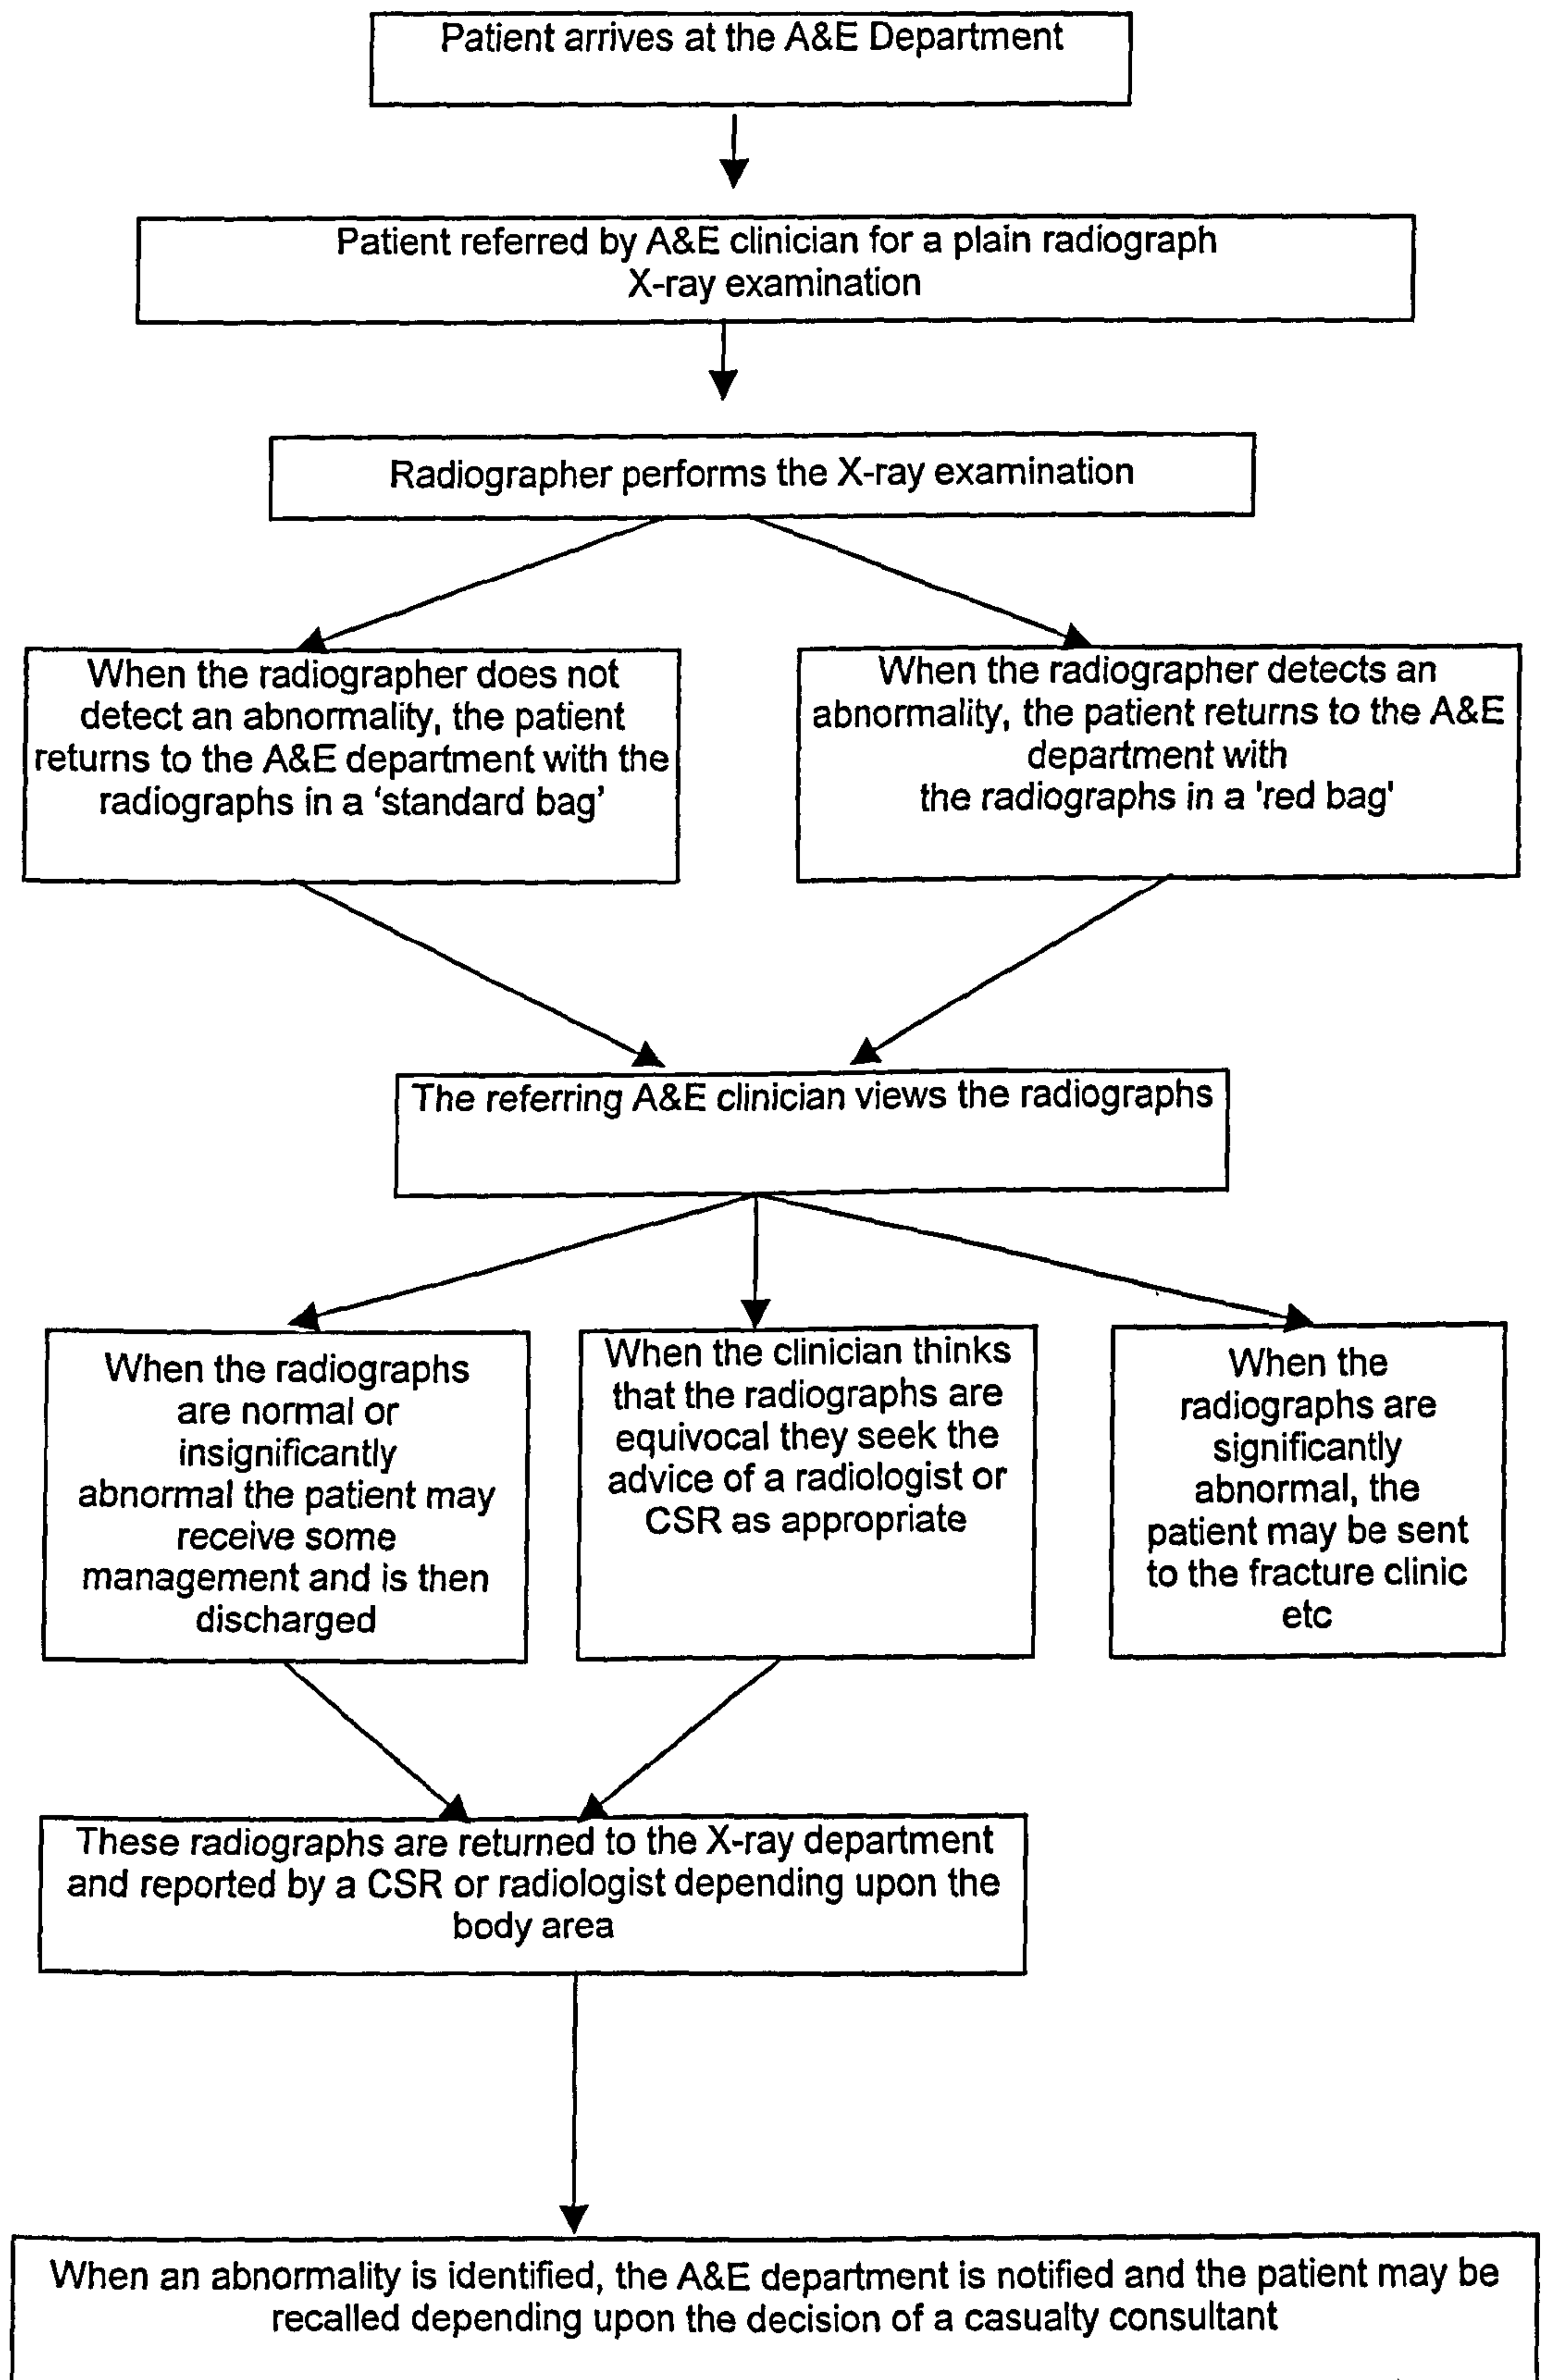 Patient arrives at the A&E Department
Patient referred by A&E clinician for a plain radiograph
X-ray examination
Radiographer performs the X-ray examination
When the radiographer does not
detect an abnormality, the patient
returns to the A&E department with the
radiographs in a ‘standard bag’
When the radiographer detects an
abnormality, the patient returns to the A&E
department with
the radiographs in a 'red bag'
The referring A&E clinician views the radiographs
When the radiographs
are normal or
insignificantly
abnormal the patient may
receive some
management and is then
discharged
When the clinician thinks
that the radiographs are
equivocal they seek the
advice of a radiologist or
CSR as appropriate
When the
radiographs are
significantly
abnormal, the
patient may be sent
to the fracture clinic
etc
These radiographs are returned to the X-ray department
and reported by a CSR or radiologist depending upon the
body area
When an abnormality is identified, the A&E department is notified and the patient may be
recalled depending upon the decision of a casualty consultant